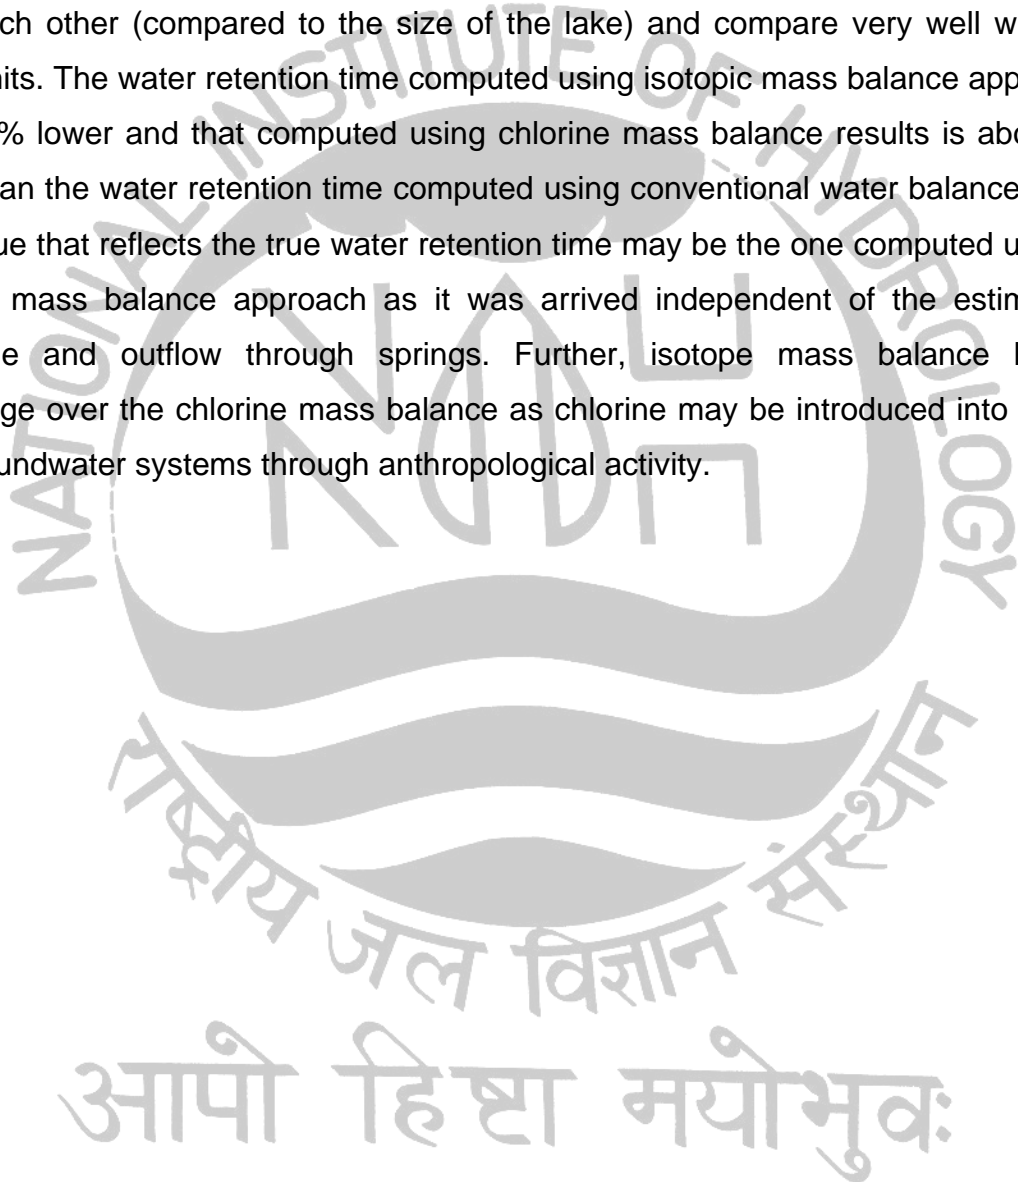 ch other (compared to the size of the lake) and compare very well w
its. The water retention time computed using isotopic mass balance app
% lower and that computed using chlorine mass balance results is abo
an the water retention time computed using conventional water balance
ue that reflects the true water retention time may be the one computed u
mass balance approach as it was arrived independent of the estim
e and outflow through springs. Further, isotope mass balance
ge over the chlorine mass balance as chlorine may be introduced into
undwater systems through anthropological activity.
NATIONAL INSTITUTE OF HYDROLOGY
NIH
राष्ट्रीय जल विज्ञान संस्थान
आपो हिष्टा मयोभुवः